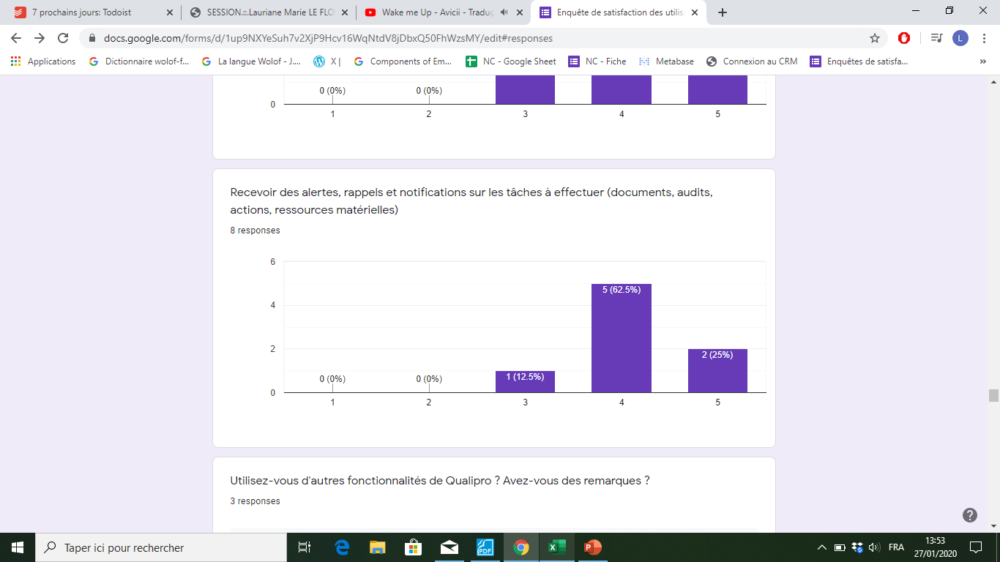 7 prochains jours: Todoist
SESSION.::.Lauriane Marie LE FLO
Wake me Up - Avicii - Traduç
Enquête de satisfaction des utilis
docs.google.com/forms/d/1up9NXYeSuh7v2XjP9Hcv16WqNtdV8jDbxQ50FhWzsMY/edit#responses
L
Applications
Dictionnaire wolof-f...
La langue Wolof - J....
X |
Components of Em...
NC - Google Sheet
NC - Fiche
Metabase
Connexion au CRM
Enquêtes de satisfa...
»
0 (0%) 0 (0%)
0
1 2 3 4 5
Recevoir des alertes, rappels et notifications sur les tâches à effectuer (documents, audits,
actions, ressources matérielles)
8 responses
6
5 (62.5%)
4
2
2 (25%)
0 (0%) 0 (0%) 1 (12.5%)
0
1 2 3 4 5
Utilisez-vous d'autres fonctionnalités de Qualipro ? Avez-vous des remarques ?
3 responses
Taper ici pour rechercher
PDF
FRA
13:53
27/01/2020